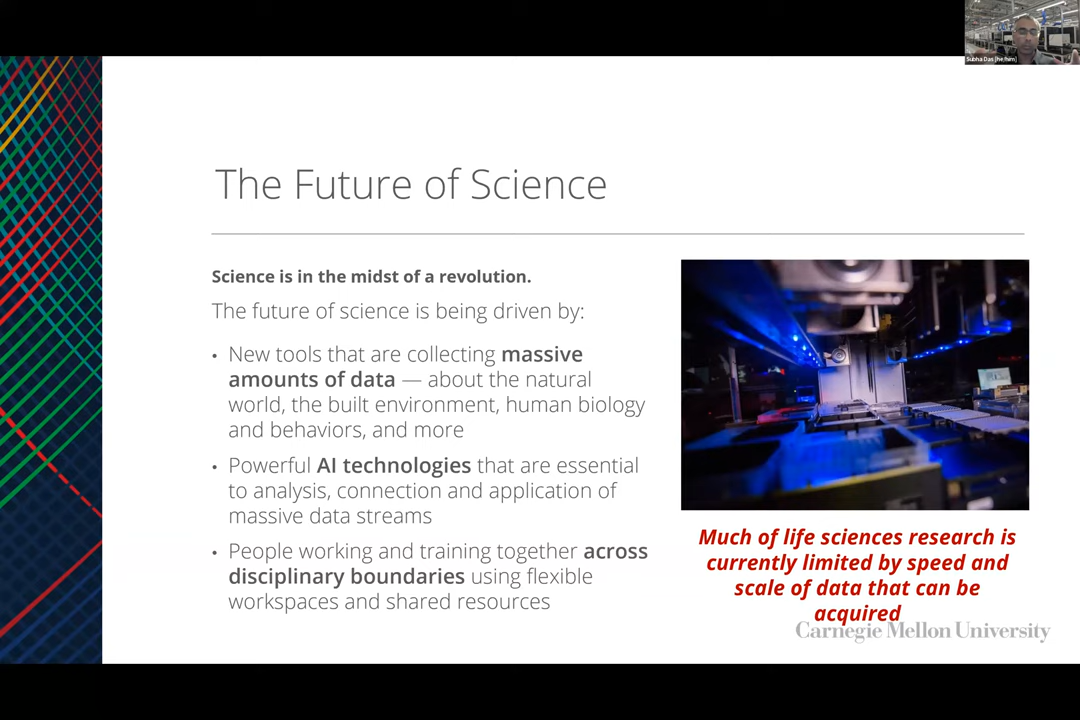 Subha Das (he/him)
The Future of Science
Science is in the midst of a revolution.
The future of science is being driven by:
• New tools that are collecting massive
amounts of data — about the natural
world, the built environment, human biology
and behaviors, and more
• Powerful AI technologies that are essential
to analysis, connection and application of
massive data streams
• People working and training together across
disciplinary boundaries using flexible
workspaces and shared resources
Much of life sciences research is
currently limited by speed and
scale of data that can be
acquired
Carnegie Mellon University